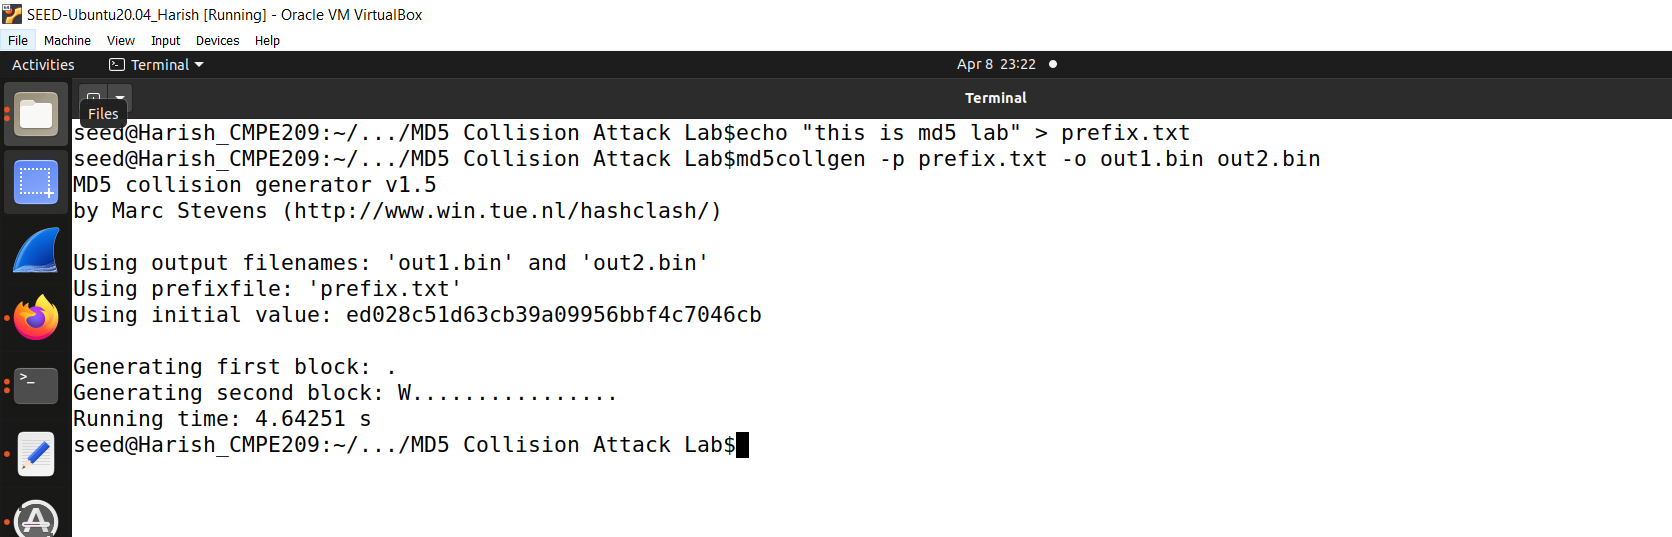 SEED-Ubuntu20.04_Harish [Running] - Oracle VM VirtualBox
File Machine View Input Devices Help
Activities Terminal Apr 8 23:22
Terminal
Files
seed@Harish_CMPE209:~/.../MD5 Collision Attack Lab$echo "this is md5 lab" > prefix.txt
seed@Harish_CMPE209:~/.../MD5 Collision Attack Lab$md5collgen -p prefix.txt -o out1.bin out2.bin
MD5 collision generator v1.5
by Marc Stevens (http://www.win.tue.nl/hashclash/)
Using output filenames: 'out1.bin' and 'out2.bin'
Using prefixfile: 'prefix.txt'
Using initial value: ed028c51d63cb39a09956bbf4c7046cb
Generating first block: .
Generating second block: W................
Running time: 4.64251 s
seed@Harish_CMPE209:~/.../MD5 Collision Attack Lab$